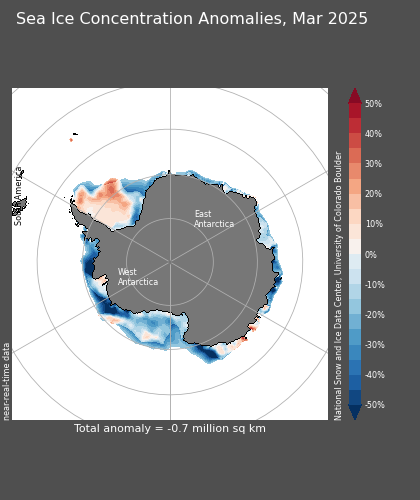 Sea Ice Concentration Anomalies, Mar 2025
South America
East
Antarctica
West
Antarctica
near-real-time data
50%
40%
30%
20%
10%
0%
-10%
-20%
-30%
-40%
-50%
National Snow and Ice Data Center, University of Colorado Boulder
Total anomaly = -0.7 million sq km